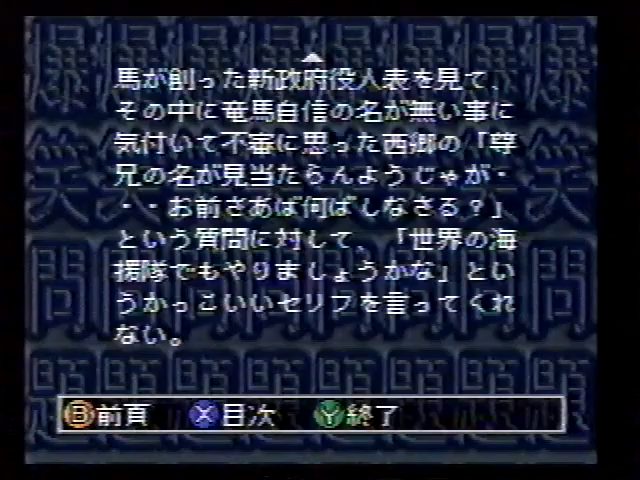 馬が創った新政府役人表を見て、
その中に竜馬自信の名が無い事に
気付いて不審に思った西郷の「尊
兄の名が見当たらんようじゃが・
・・お前さあば何ばしなさる？」
という質問に対して、「世界の海
援隊でもやりましょうかな」とい
うかっこいいセリフを言ってくれ
ない。
B前頁 X目次 Y終了